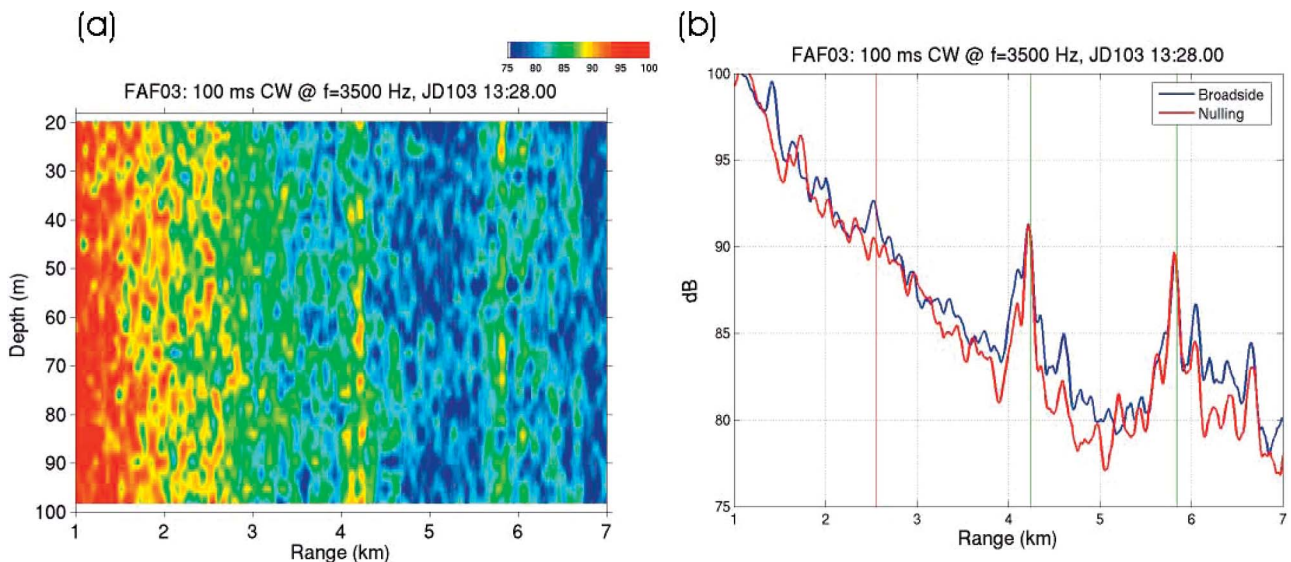 (a)
75 80 85 90 95 100
FAF03: 100 ms CW @ f=3500 Hz, JD103 13:28.00
Depth (m)
20
30
40
50
60
70
80
90
100
1 2 3 4 5 6 7
Range (km)
(b)
FAF03: 100 ms CW @ f=3500 Hz, JD103 13:28.00
Broadside
Nulling
dB
100
95
90
85
80
75
1 2 3 4 5 6 7
Range (km)